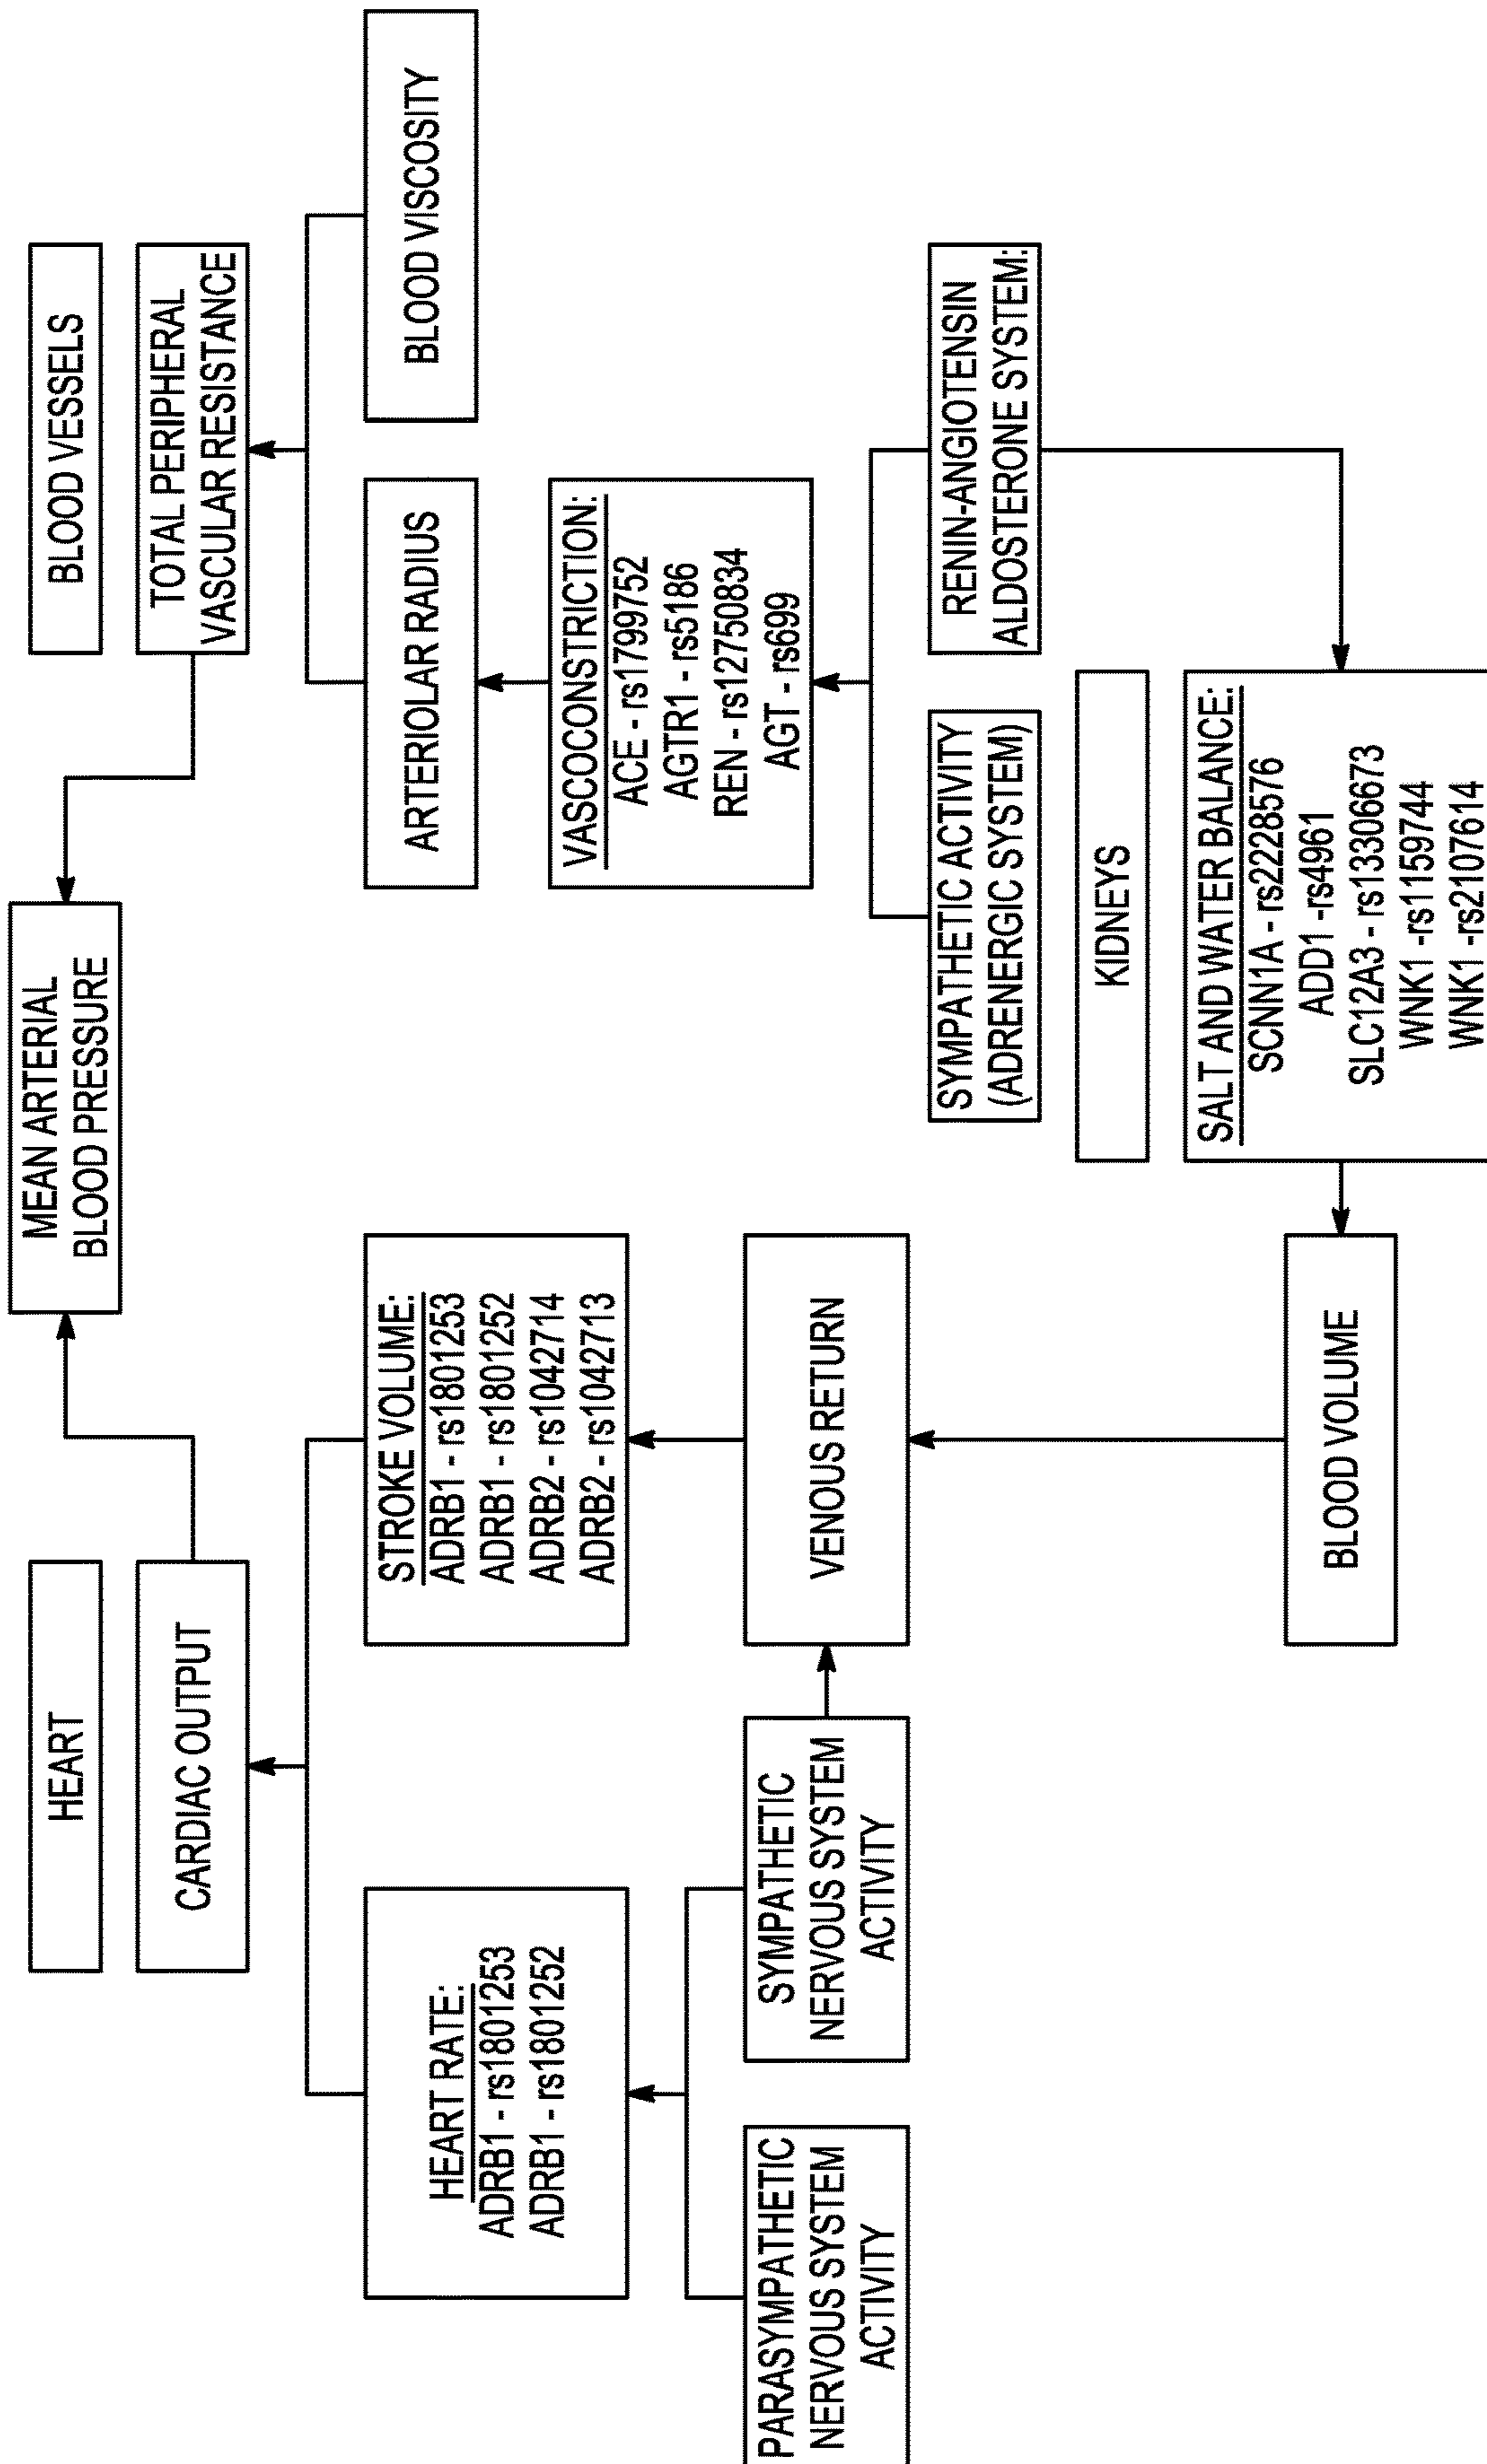 MEAN ARTERIAL
BLOOD PRESSURE
HEART
BLOOD VESSELS
CARDIAC OUTPUT
TOTAL PERIPHERAL
VASCULAR RESISTANCE
HEART RATE:
ADRB1 - rs1801253
ADRB1 - rs1801252
STROKE VOLUME:
ADRB1 - rs1801253
ADRB1 - rs1801252
ADRB2 - rs1042714
ADRB2 - rs1042713
ARTERIOLAR RADIUS
BLOOD VISCOSITY
VASOCONSTRICTION:
ACE - rs1799752
AGTR1 - rs5186
REN - rs12750834
AGT - rs699
PARASYMPATHETIC
NERVOUS SYSTEM
ACTIVITY
SYMPATHETIC
NERVOUS SYSTEM
ACTIVITY
VENOUS RETURN
SYMPATHETIC ACTIVITY
(ADRENERGIC SYSTEM)
RENIN-ANGIOTENSIN
ALDOSTERONE SYSTEM:
KIDNEYS
BLOOD VOLUME
SALT AND WATER BALANCE:
SCNN1A - rs2228576
ADD1 -rs4961
SLC12A3 - rs13306673
WNK1 -rs1159744
WNK1 -rs2107614